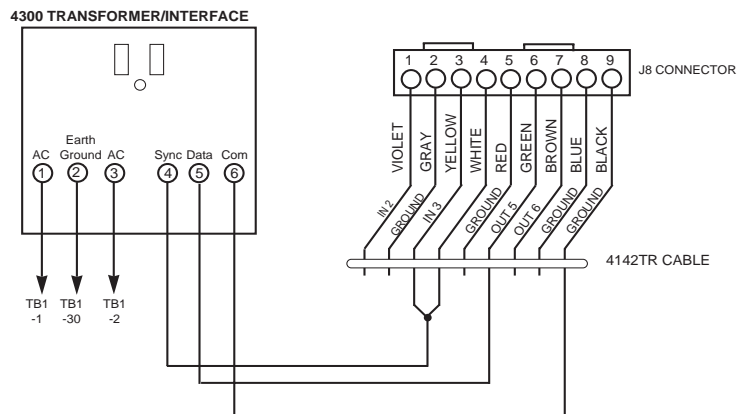 4300 TRANSFORMER/INTERFACE
Earth
AC Ground AC Sync Data Com
1 2 3 4 5 6
TB1 TB1 TB1
-1 -30 -2
1 2 3 4 5 6 7 8 9
J8 CONNECTOR
VIOLET
GRAY
YELLOW
WHITE
RED
GREEN
BROWN
BLUE
BLACK
IN 2
GROUND
IN 3
GROUND
OUT 5
OUT 6
GROUND
GROUND
4142TR CABLE